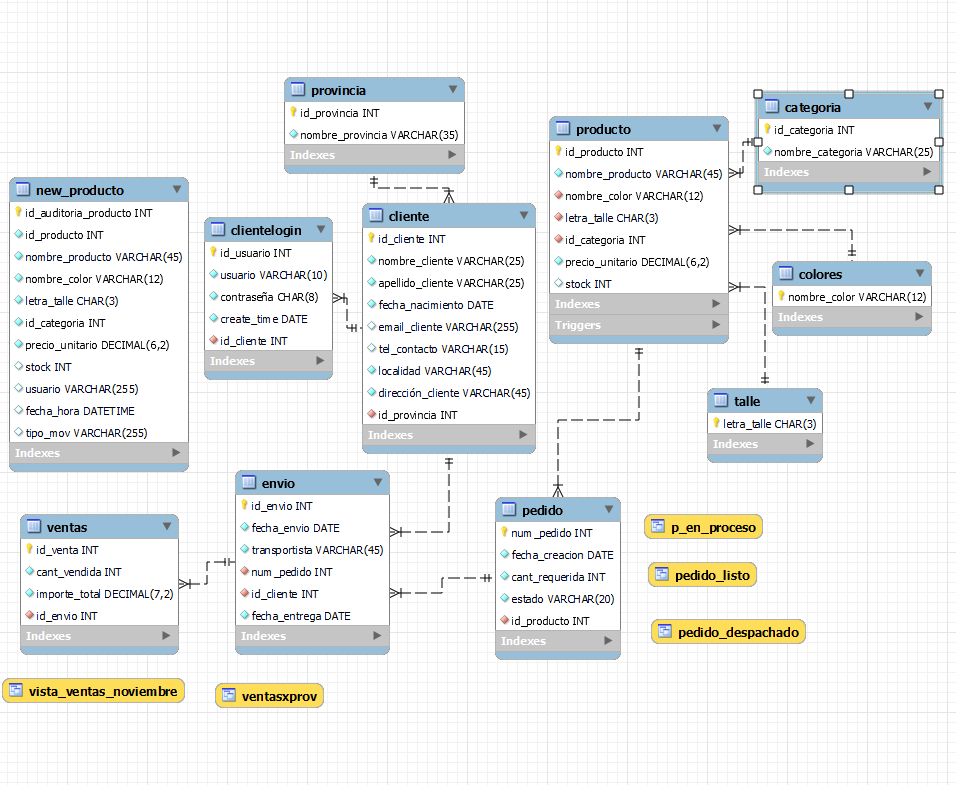 provincia
id_provincia INT
nombre_provincia VARCHAR(35)
Indexes
categoria
id_categoria INT
nombre_categoria VARCHAR(25)
Indexes
producto
id_producto INT
nombre_producto VARCHAR(45)
nombre_color VARCHAR(12)
letra_talle CHAR(3)
id_categoria INT
precio_unitario DECIMAL(6,2)
stock INT
Indexes
Triggers
new_producto
id_auditoria_producto INT
id_producto INT
nombre_producto VARCHAR(45)
nombre_color VARCHAR(12)
letra_talle CHAR(3)
id_categoria INT
precio_unitario DECIMAL(6,2)
stock INT
usuario VARCHAR(255)
fecha_hora DATETIME
tipo_mov VARCHAR(255)
Indexes
clientelogin
id_usuario INT
usuario VARCHAR(10)
contraseña CHAR(8)
create_time DATE
id_cliente INT
Indexes
cliente
id_cliente INT
nombre_cliente VARCHAR(25)
apellido_cliente VARCHAR(25)
fecha_nacimiento DATE
email_cliente VARCHAR(255)
tel_contacto VARCHAR(15)
localidad VARCHAR(45)
dirección_cliente VARCHAR(45)
id_provincia INT
Indexes
colores
nombre_color VARCHAR(12)
Indexes
talle
letra_talle CHAR(3)
Indexes
envio
id_envio INT
fecha_envio DATE
transportista VARCHAR(45)
num_pedido INT
id_cliente INT
fecha_entrega DATE
Indexes
pedido
num_pedido INT
fecha_creacion DATE
cant_requerida INT
estado VARCHAR(20)
id_producto INT
Indexes
ventas
id_venta INT
cant_vendida INT
importe_total DECIMAL(7,2)
id_envio INT
Indexes
p_en_proceso
pedido_listo
pedido_despachado
vista_ventas_noviembre
ventasxprov